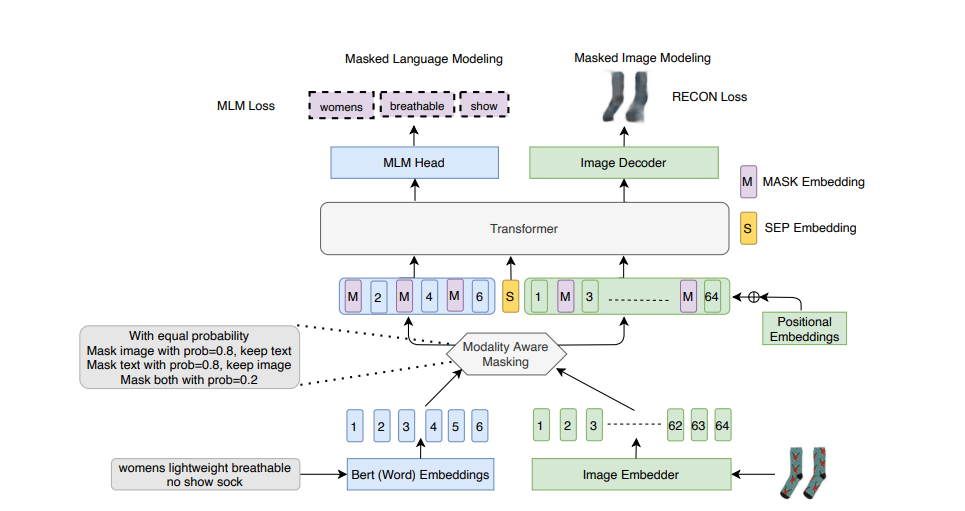 Masked Language Modeling
Masked Image Modeling
MLM Loss
womens
breathable
show
RECON Loss
MLM Head
Image Decoder
M
MASK Embedding
S
SEP Embedding
Transformer
M 2 M 4 M 6
S
1 M 3 M 64
Positional
Embeddings
With equal probability
Mask image with prob=0.8, keep text
Mask text with prob=0.8, keep image
Mask both with prob=0.2
Modality Aware
Masking
1 2 3 4 5 6
1 2 3 62 63 64
womens lightweight breathable
no show sock
Bert (Word) Embeddings
Image Embedder